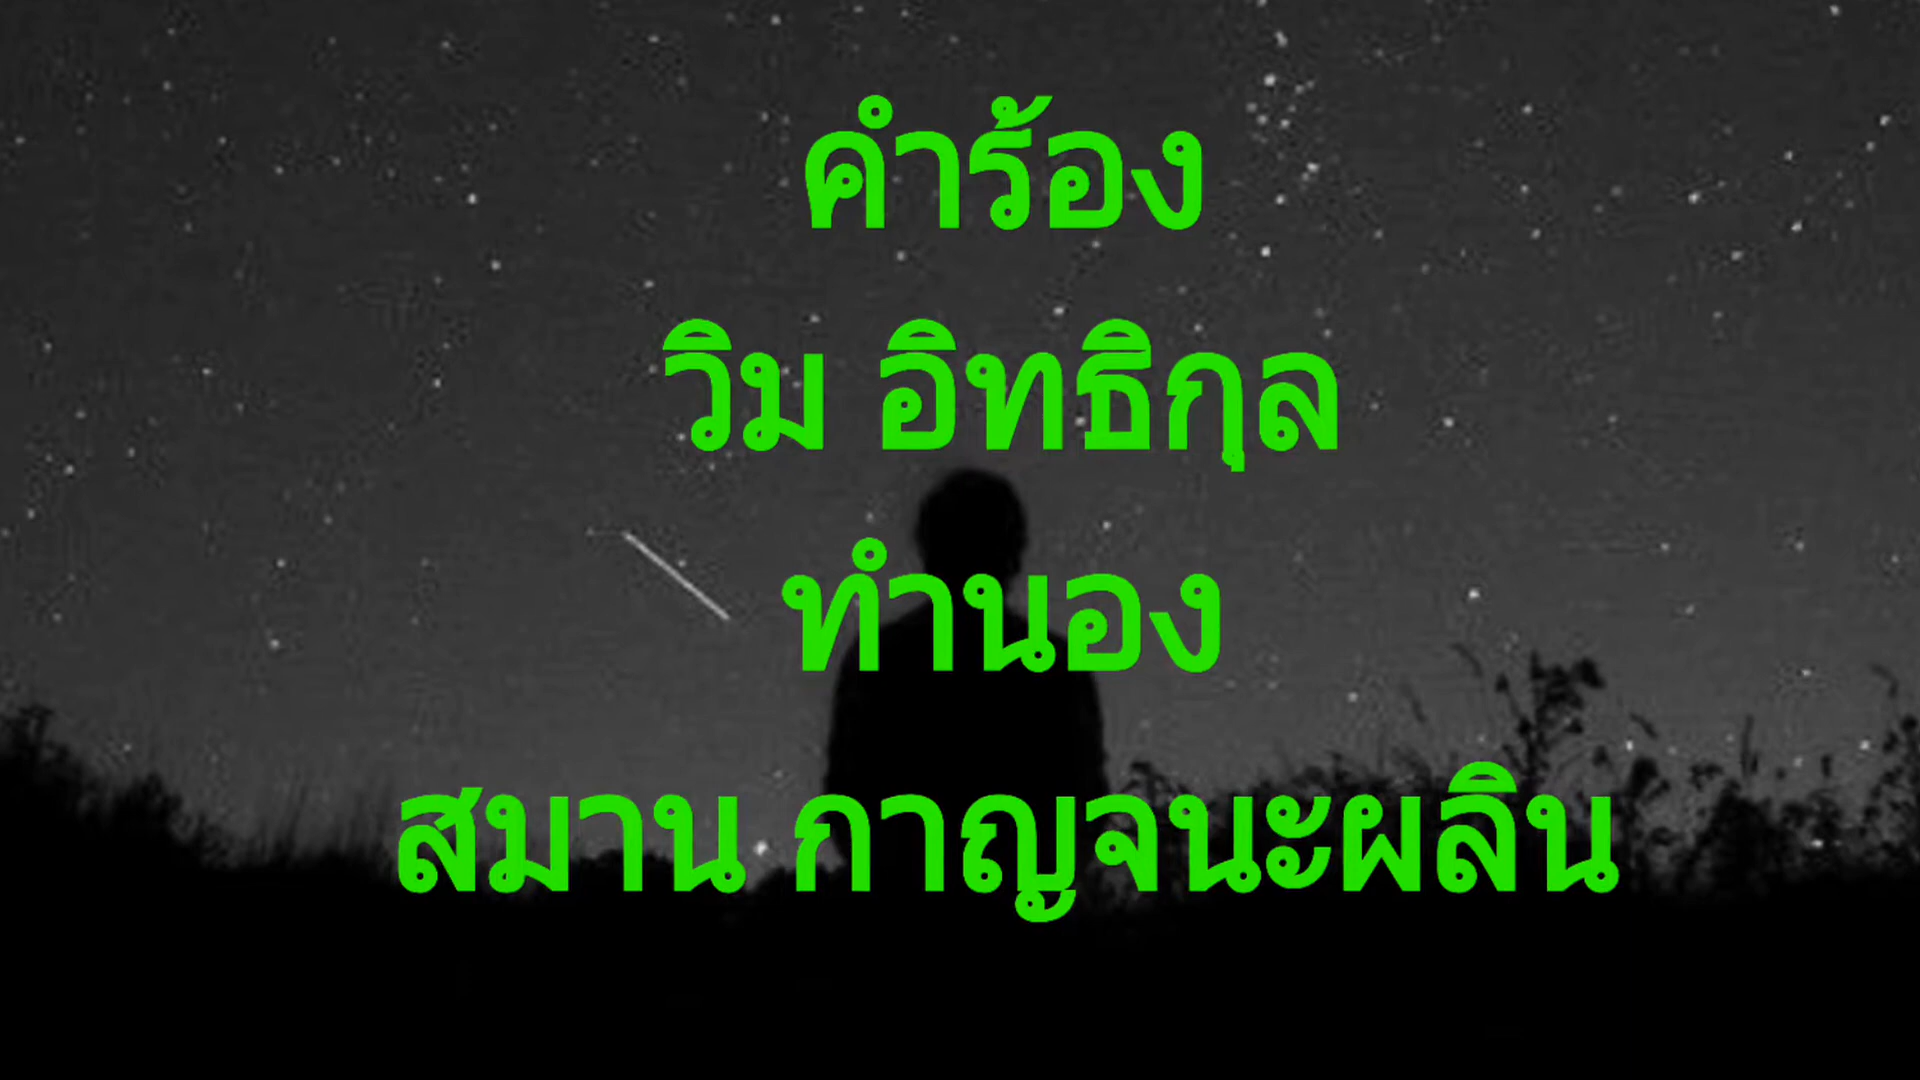 คำร้อง
วิม อิทธิกุล
ทำนอง
สมาน กาญจนะผลิน